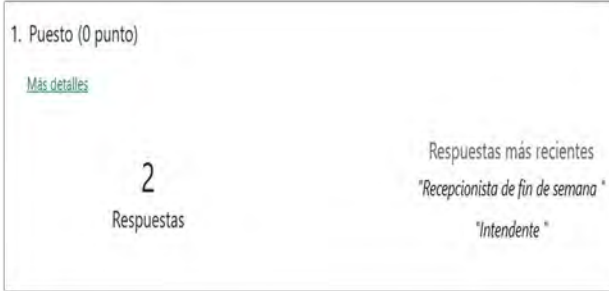 1. Puesto (0 punto)
Más detalles
2
Respuestas
Respuestas más recientes
"Recepcionista de fin de semana "
"Intendente "